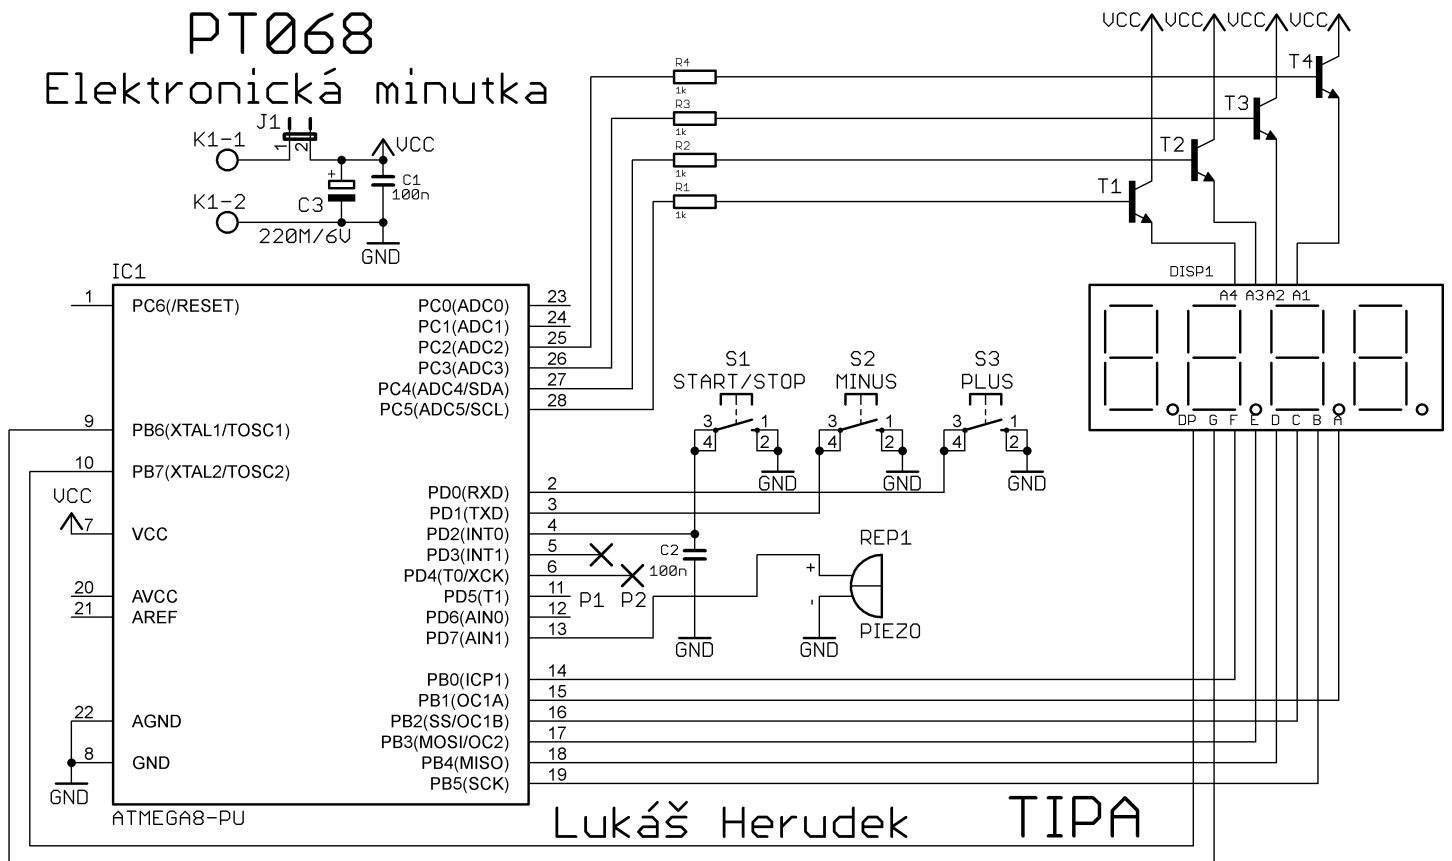 PT068
Elektronická minutka
J1
K1-1
1
2
VCC
+
C1
100n
C3
K1-2
220M/6V
GND
VCC VCC VCC VCC
R4
1k
R3
1k
R2
1k
R1
1k
T4
T3
T2
T1
DISP1
A4 A3 A2 A1
DP G F E D C B A
IC1
1 PC6(/RESET)
9 PB6(XTAL1/TOSC1)
10 PB7(XTAL2/TOSC2)
VCC
7 VCC
20 AVCC
21 AREF
22 AGND
8 GND
GND
PC0(ADC0) 23
PC1(ADC1) 24
PC2(ADC2) 25
PC3(ADC3) 26
PC4(ADC4/SDA) 27
PC5(ADC5/SCL) 28
PD0(RXD) 2
PD1(TXD) 3
PD2(INT0) 4
PD3(INT1) 5
PD4(T0/XCK) 6
PD5(T1) 11
PD6(AIN0) 12
PD7(AIN1) 13
PB0(ICP1) 14
PB1(OC1A) 15
PB2(SS/OC1B) 16
PB3(MOSI/OC2) 17
PB4(MISO) 18
PB5(SCK) 19
ATMEGA8-PU
S1
START/STOP
3 1
4 2
GND
S2
MINUS
3 1
4 2
GND
S3
PLUS
3 1
4 2
GND
P1 P2
C2
100n
GND
REP1
+
-
PIEZO
GND
Lukáš Herudek
TIPA